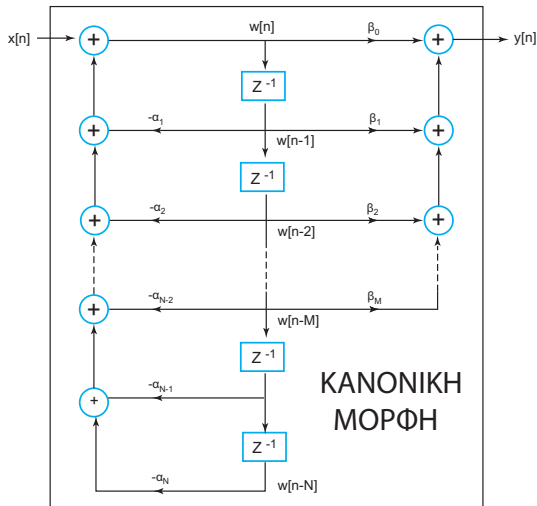 x[n] + w[n] β0 + y[n]
Z -1
+ -α1 w[n-1] β1 +
Z -1
+ -α2 w[n-2] β2 +
+ -αN-2 w[n-M] βM
Z -1
+ -αN-1
Z -1
-αN w[n-N]
ΚΑΝΟΝΙΚΗ
ΜΟΡΦΗ